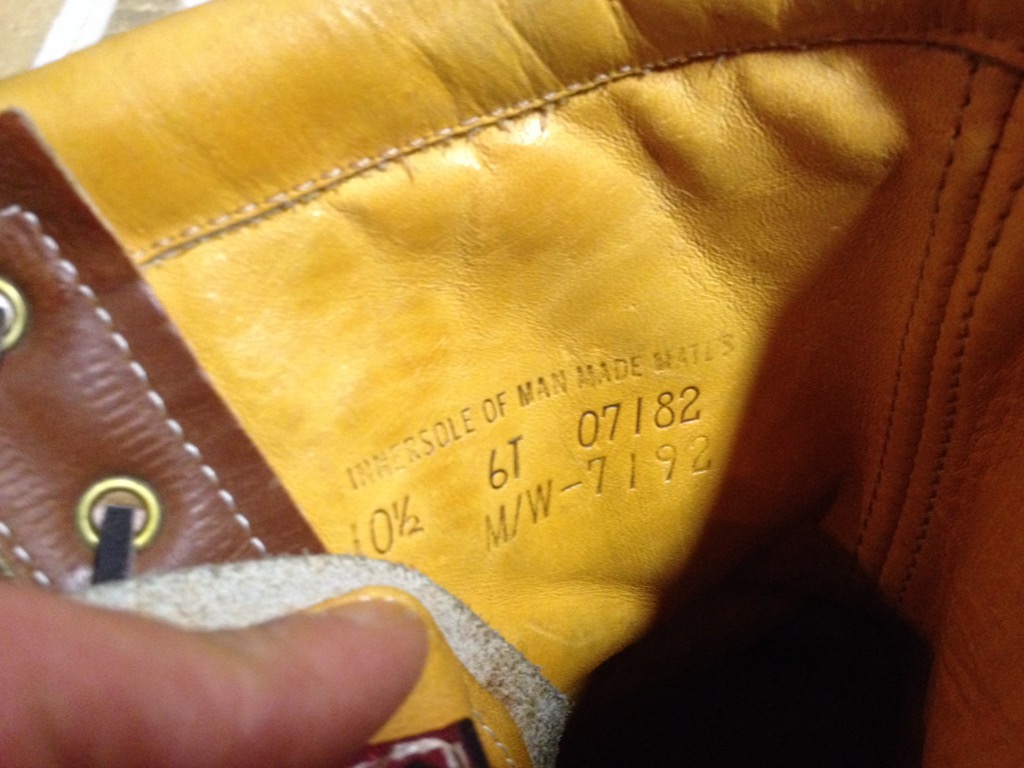 INNERSOLE OF MAN MADE MATL'S
6T 07182
10½ M/W-7192